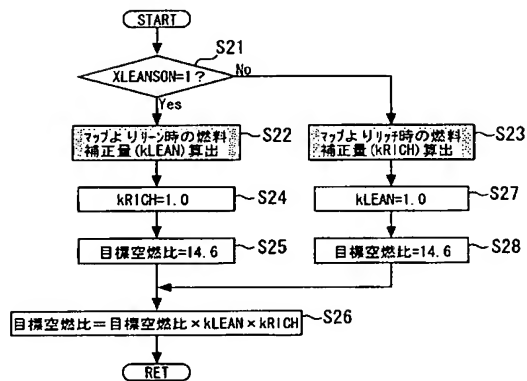 START
S21
XLEANSON=1?
No
Yes
マップよりリーン時の燃料
補正量(kLEAN)算出
S22
マップよりリッチ時の燃料
補正量(kRICH)算出
S23
kRICH=1.0
S24
kLEAN=1.0
S27
目標空燃比=14.6
S25
目標空燃比=14.6
S28
目標空燃比=目標空燃比×kLEAN×kRICH
S26
RET